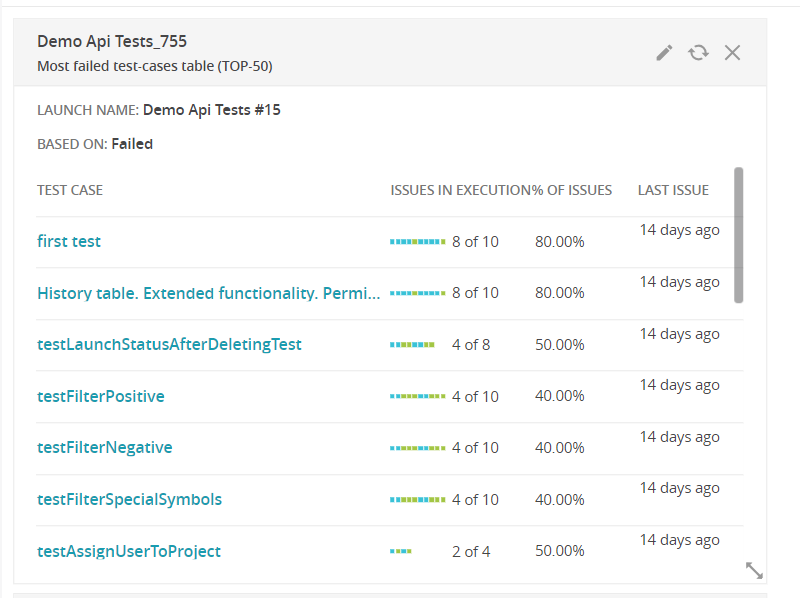 Demo Api Tests_755
Most failed test-cases table (TOP-50)
LAUNCH NAME: Demo Api Tests #15
BASED ON: Failed
TEST CASE ISSUES IN EXECUTION % OF ISSUES LAST ISSUE
first test 8 of 10 80.00% 14 days ago
History table. Extended functionality. Permi... 8 of 10 80.00% 14 days ago
testLaunchStatusAfterDeletingTest 4 of 8 50.00% 14 days ago
testFilterPositive 4 of 10 40.00% 14 days ago
testFilterNegative 4 of 10 40.00% 14 days ago
testFilterSpecialSymbols 4 of 10 40.00% 14 days ago
testAssignUserToProject 2 of 4 50.00% 14 days ago